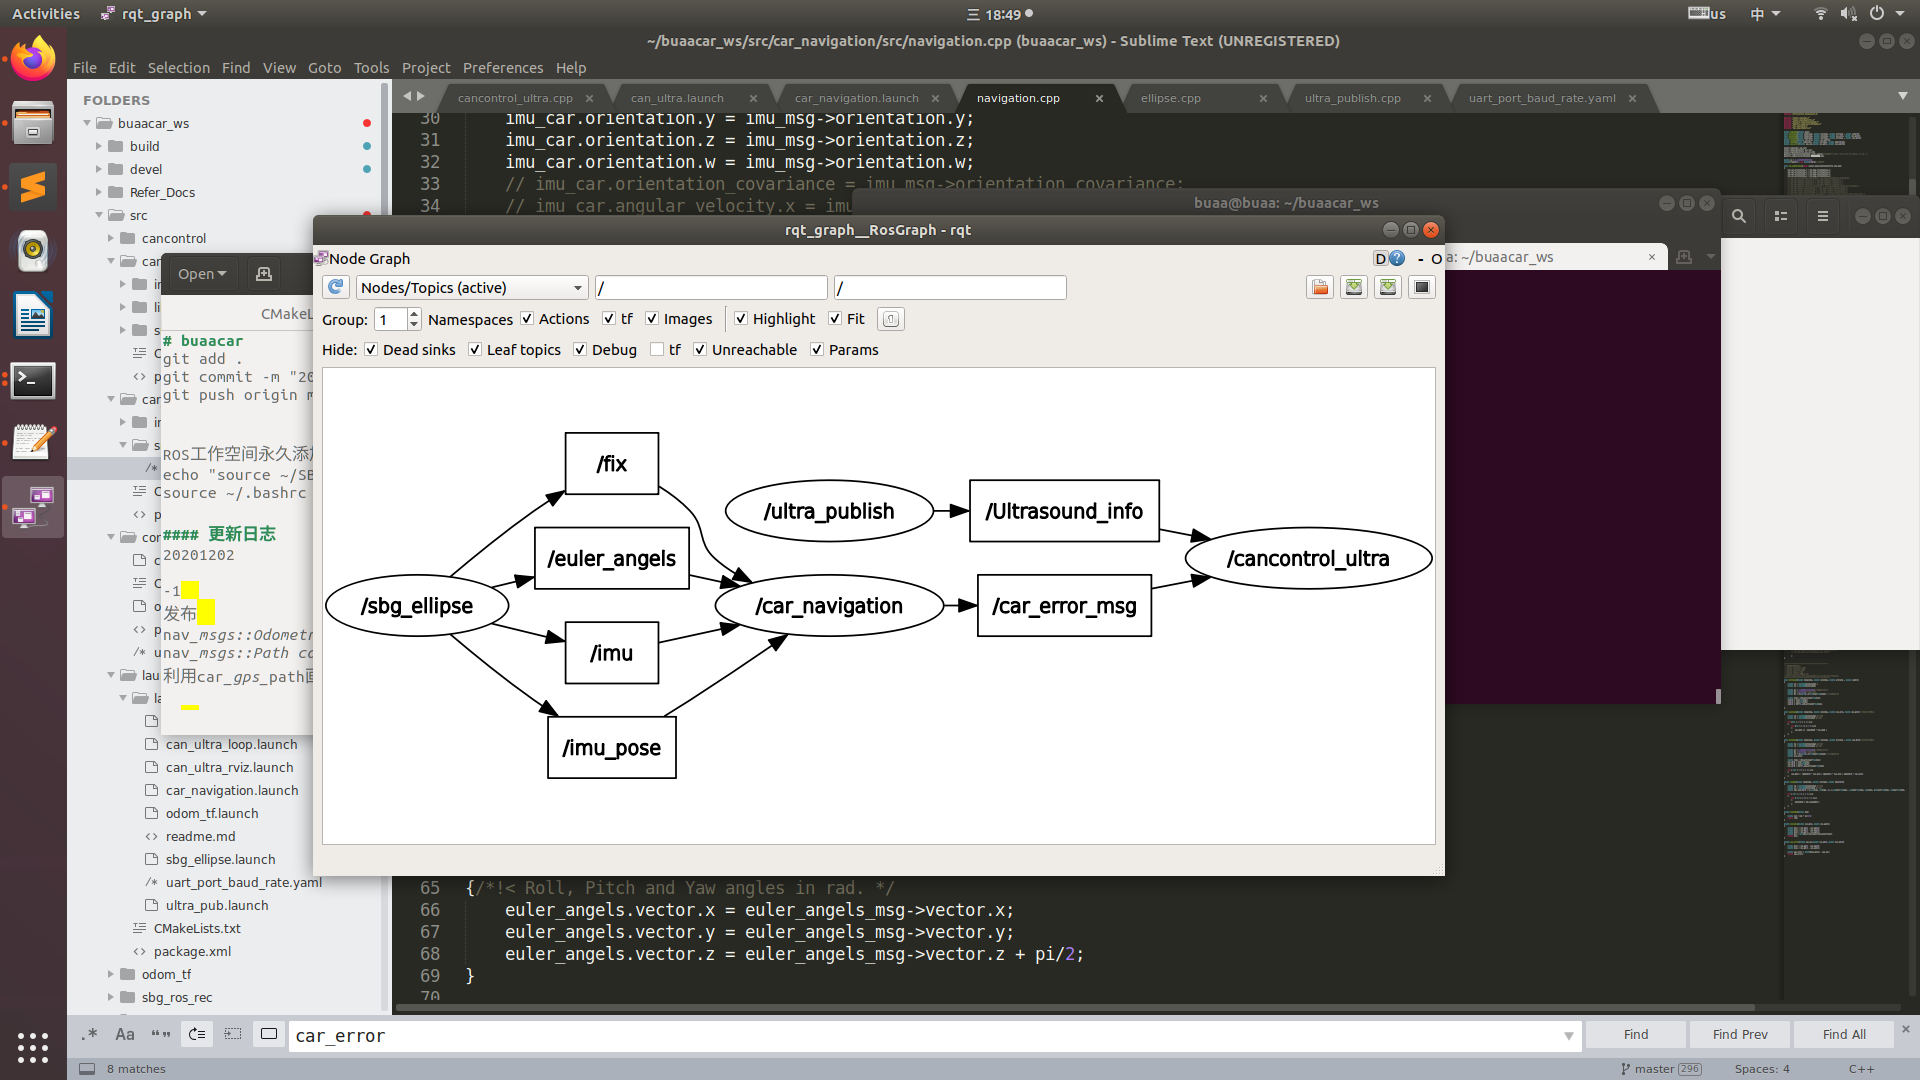 Activities
rqt_graph
三 18:49
us
中
~/buaacar_ws/src/car_navigation/src/navigation.cpp (buaacar_ws) - Sublime Text (UNREGISTERED)
File Edit Selection Find View Goto Tools Project Preferences Help
FOLDERS
buaacar_ws
build
devel
Refer_Docs
src
cancontrol
can_ultra_loop.launch
can_ultra_rviz.launch
car_navigation.launch
odom_tf.launch
readme.md
sbg_ellipse.launch
uart_port_baud_rate.yaml
ultra_pub.launch
CMakeLists.txt
package.xml
odom_tf
sbg_ros_rec
cancontrol_ultra.cpp
can_ultra.launch
car_navigation.launch
navigation.cpp
ellipse.cpp
ultra_publish.cpp
uart_port_baud_rate.yaml
30 imu_car.orientation.y = imu_msg->orientation.y;
31 imu_car.orientation.z = imu_msg->orientation.z;
32 imu_car.orientation.w = imu_msg->orientation.w;
33 // imu_car.orientation_covariance = imu_msg->orientation_covariance;
34 // imu_car.angular_velocity.x = imu
buaa@buaa: ~/buaacar_ws
a: ~/buaacar_ws
Open
CMakeL
# buaacar
git add .
git commit -m "20
git push origin m
ROS工作空间永久添加
echo "source ~/SB
source ~/.bashrc
#### 更新日志
20201202
-1
发布
nav_msgs::Odometr
nav_msgs::Path ca
利用car_gps_path画
rqt_graph__RosGraph - rqt
Node Graph
D
- O
Nodes/Topics (active)
/
/
Group: 1 Namespaces Actions tf Images Highlight Fit
Hide: Dead sinks Leaf topics Debug tf Unreachable Params
/fix
/ultra_publish
/Ultrasound_info
/euler_angels
/cancontrol_ultra
/sbg_ellipse
/car_navigation
/car_error_msg
/imu
/imu_pose
65 {/*!< Roll, Pitch and Yaw angles in rad. */
66 euler_angels.vector.x = euler_angels_msg->vector.x;
67 euler_angels.vector.y = euler_angels_msg->vector.y;
68 euler_angels.vector.z = euler_angels_msg->vector.z + pi/2;
69 }
70
.* Aa
car_error
Find
Find Prev
Find All
8 matches
master 296
Spaces: 4
C++